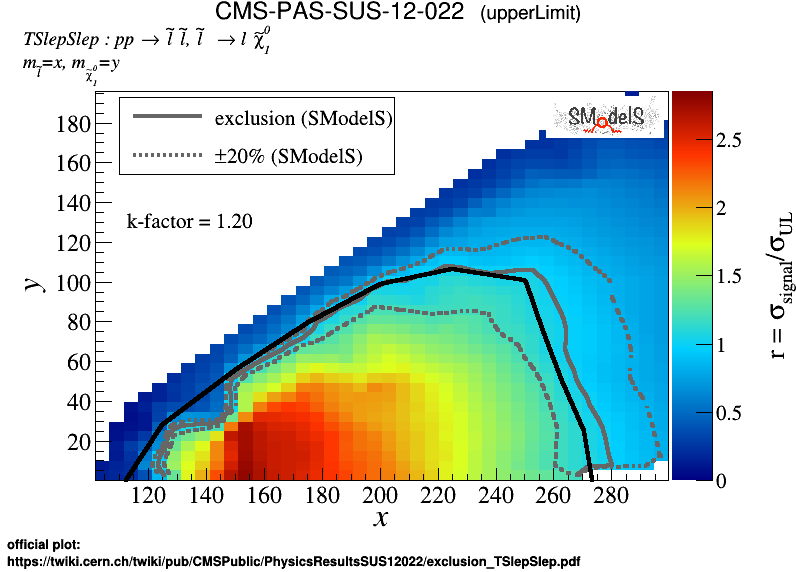 CMS-PAS-SUS-12-022 (upperLimit)
TSlepSlep : pp → l̃ l̃, l̃ → l χ̃⁰₁
m_l̃=x, m_χ̃⁰₁=y
exclusion (SModelS)
±20% (SModelS)
SModelS
k-factor = 1.20
y
180
160
140
120
100
80
60
40
20
120 140 160 180 200 220 240 260 280
x
2.5
2
1.5
1
0.5
0
r = σ_signal/σ_UL
official plot:
https://twiki.cern.ch/twiki/pub/CMSPublic/PhysicsResultsSUS12022/exclusion_TSlepSlep.pdf